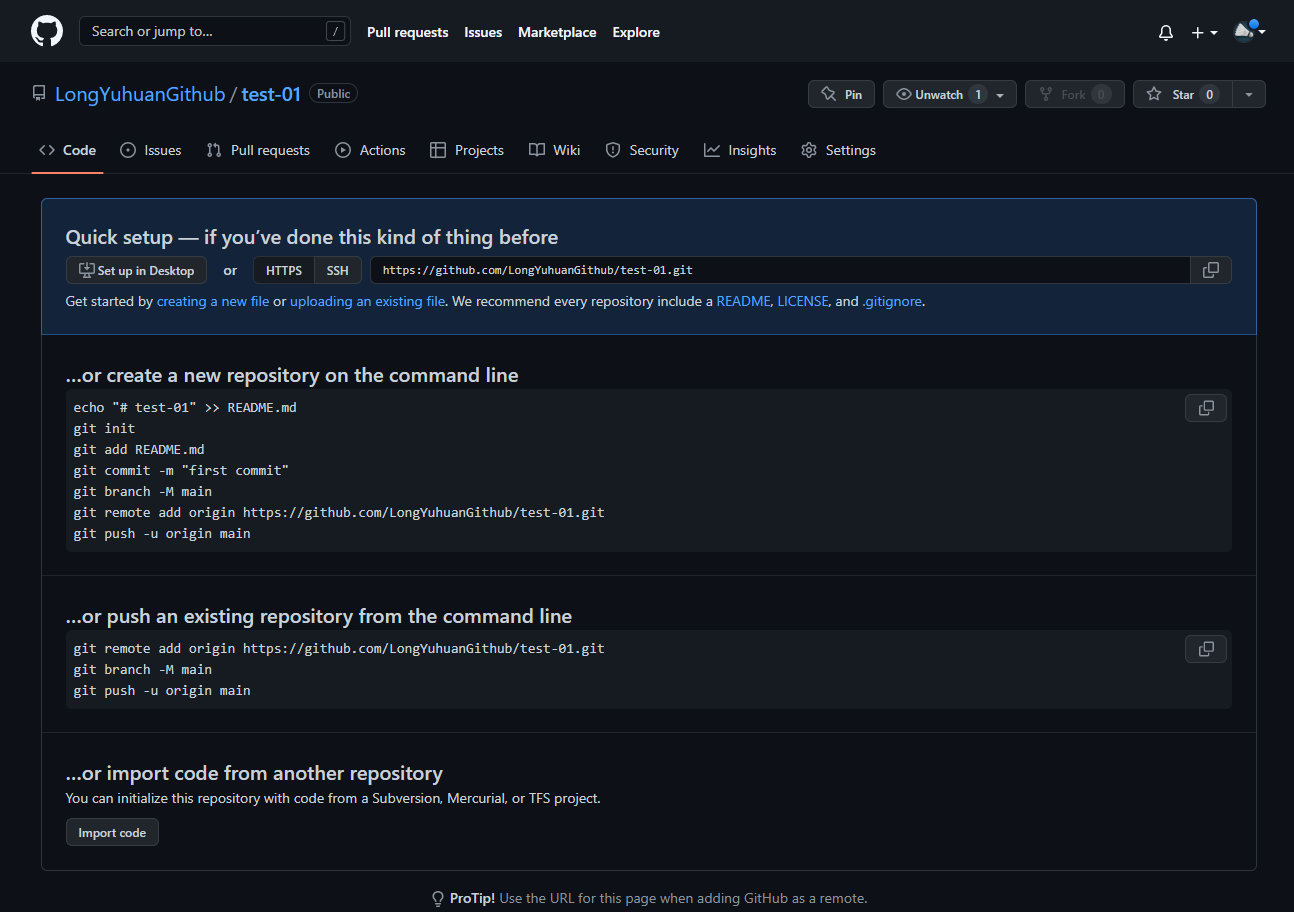 Search or jump to... /
Pull requests Issues Marketplace Explore
LongYuhuanGithub / test-01 Public
Pin Unwatch 1 Fork 0 Star 0
Code Issues Pull requests Actions Projects Wiki Security Insights Settings
Quick setup — if you’ve done this kind of thing before
Set up in Desktop or HTTPS SSH https://github.com/LongYuhuanGithub/test-01.git
Get started by creating a new file or uploading an existing file. We recommend every repository include a README, LICENSE, and .gitignore.
…or create a new repository on the command line
echo "# test-01" >> README.md
git init
git add README.md
git commit -m "first commit"
git branch -M main
git remote add origin https://github.com/LongYuhuanGithub/test-01.git
git push -u origin main
…or push an existing repository from the command line
git remote add origin https://github.com/LongYuhuanGithub/test-01.git
git branch -M main
git push -u origin main
…or import code from another repository
You can initialize this repository with code from a Subversion, Mercurial, or TFS project.
Import code
ProTip! Use the URL for this page when adding GitHub as a remote.